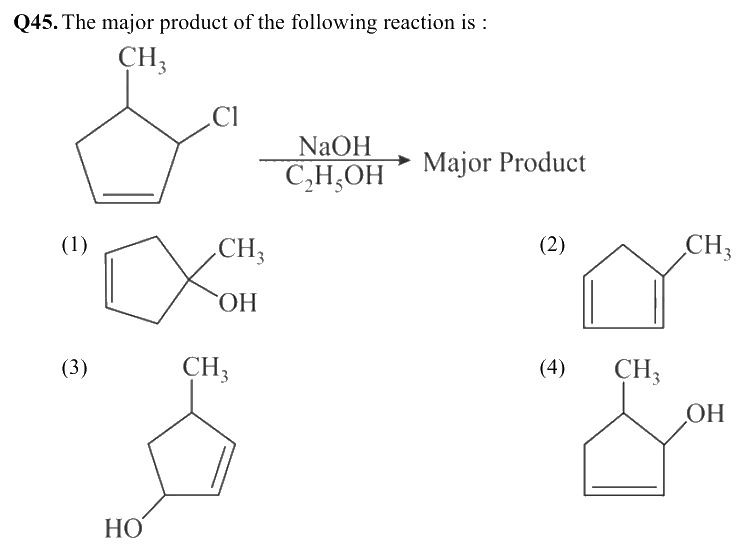 Q45. The major product of the following reaction is :
CH₃
Cl
NaOH
C₂H₅OH
Major Product
(1)
CH₃
OH
(2)
CH₃
(3)
CH₃
HO
(4)
CH₃
OH